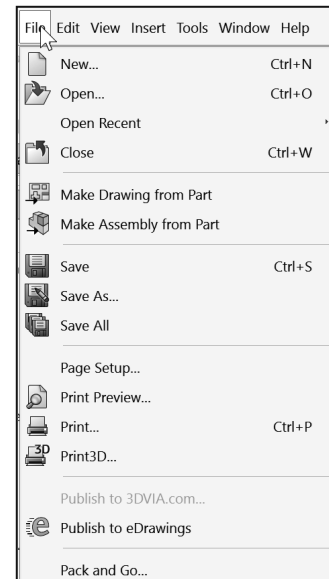 File Edit View Insert Tools Window Help
New... Ctrl+N
Open... Ctrl+O
Open Recent
Close Ctrl+W
Make Drawing from Part
Make Assembly from Part
Save Ctrl+S
Save As...
Save All
Page Setup...
Print Preview...
Print... Ctrl+P
3D Print3D...
Publish to 3DVIA.com...
Publish to eDrawings
Pack and Go...